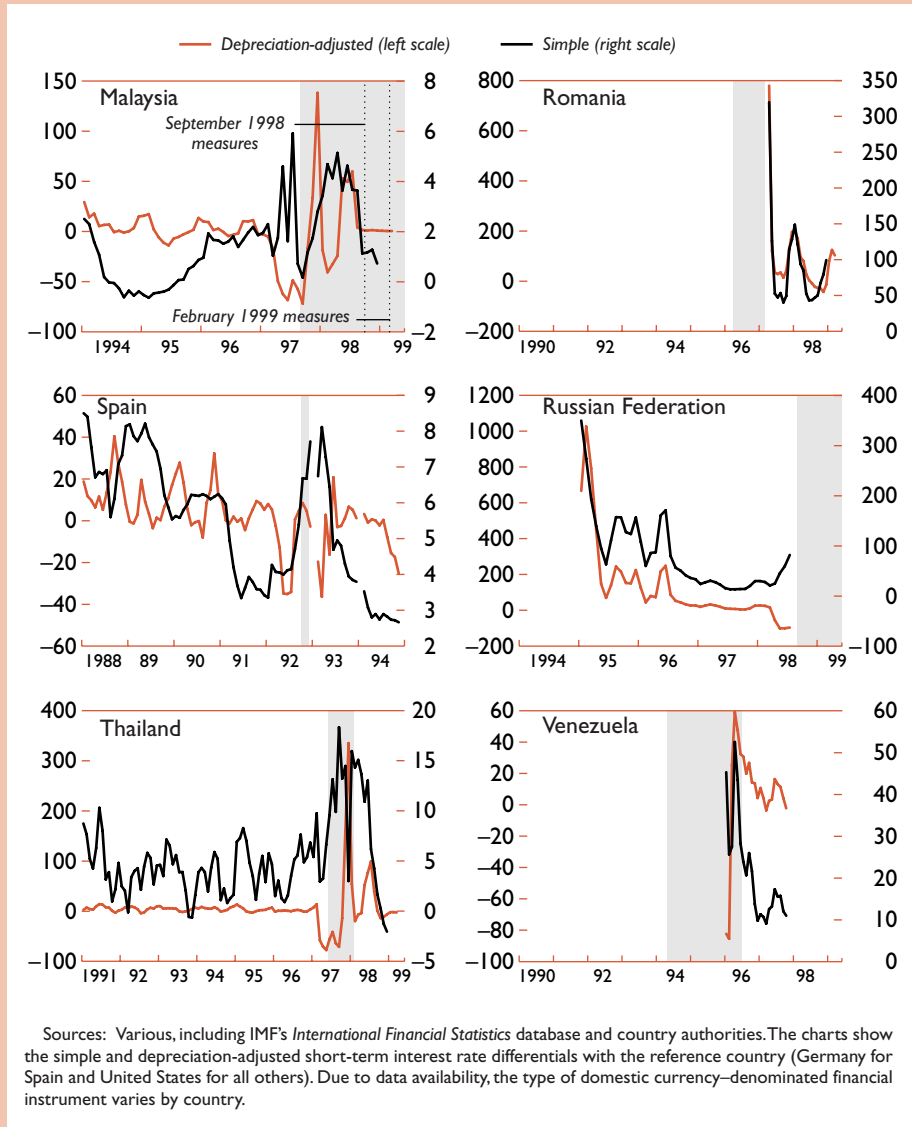 Depreciation-adjusted (left scale) Simple (right scale)
150 8 800 350
Malaysia Romania
300
100 6 600
September 1998
measures
250
50 4 400 200
0 2 200 150
100
−50 0 0
50
February 1999 measures
−100 −2 −200 0
1994 95 96 97 98 99 1990 92 94 96 98
60 9 1200 400
Spain Russian Federation
40 8 1000
300
7 800
20
6 600 200
0
5 400 100
−20
4 200
0
−40 3 0
−60 2 −200 −100
1988 89 90 91 92 93 94 1994 95 96 97 98 99
400 20 60 60
Thailand Venezuela
40 50
300 15
20
40
200 10 0
−20 30
100 5
−40
20
−60
0 0
−80 10
−100 −5 −100 0
1991 92 93 94 95 96 97 98 99 1990 92 94 96 98
Sources: Various, including IMF's International Financial Statistics database and country authorities. The charts show
the simple and depreciation-adjusted short-term interest rate differentials with the reference country (Germany for
Spain and United States for all others). Due to data availability, the type of domestic currency–denominated financial
instrument varies by country.